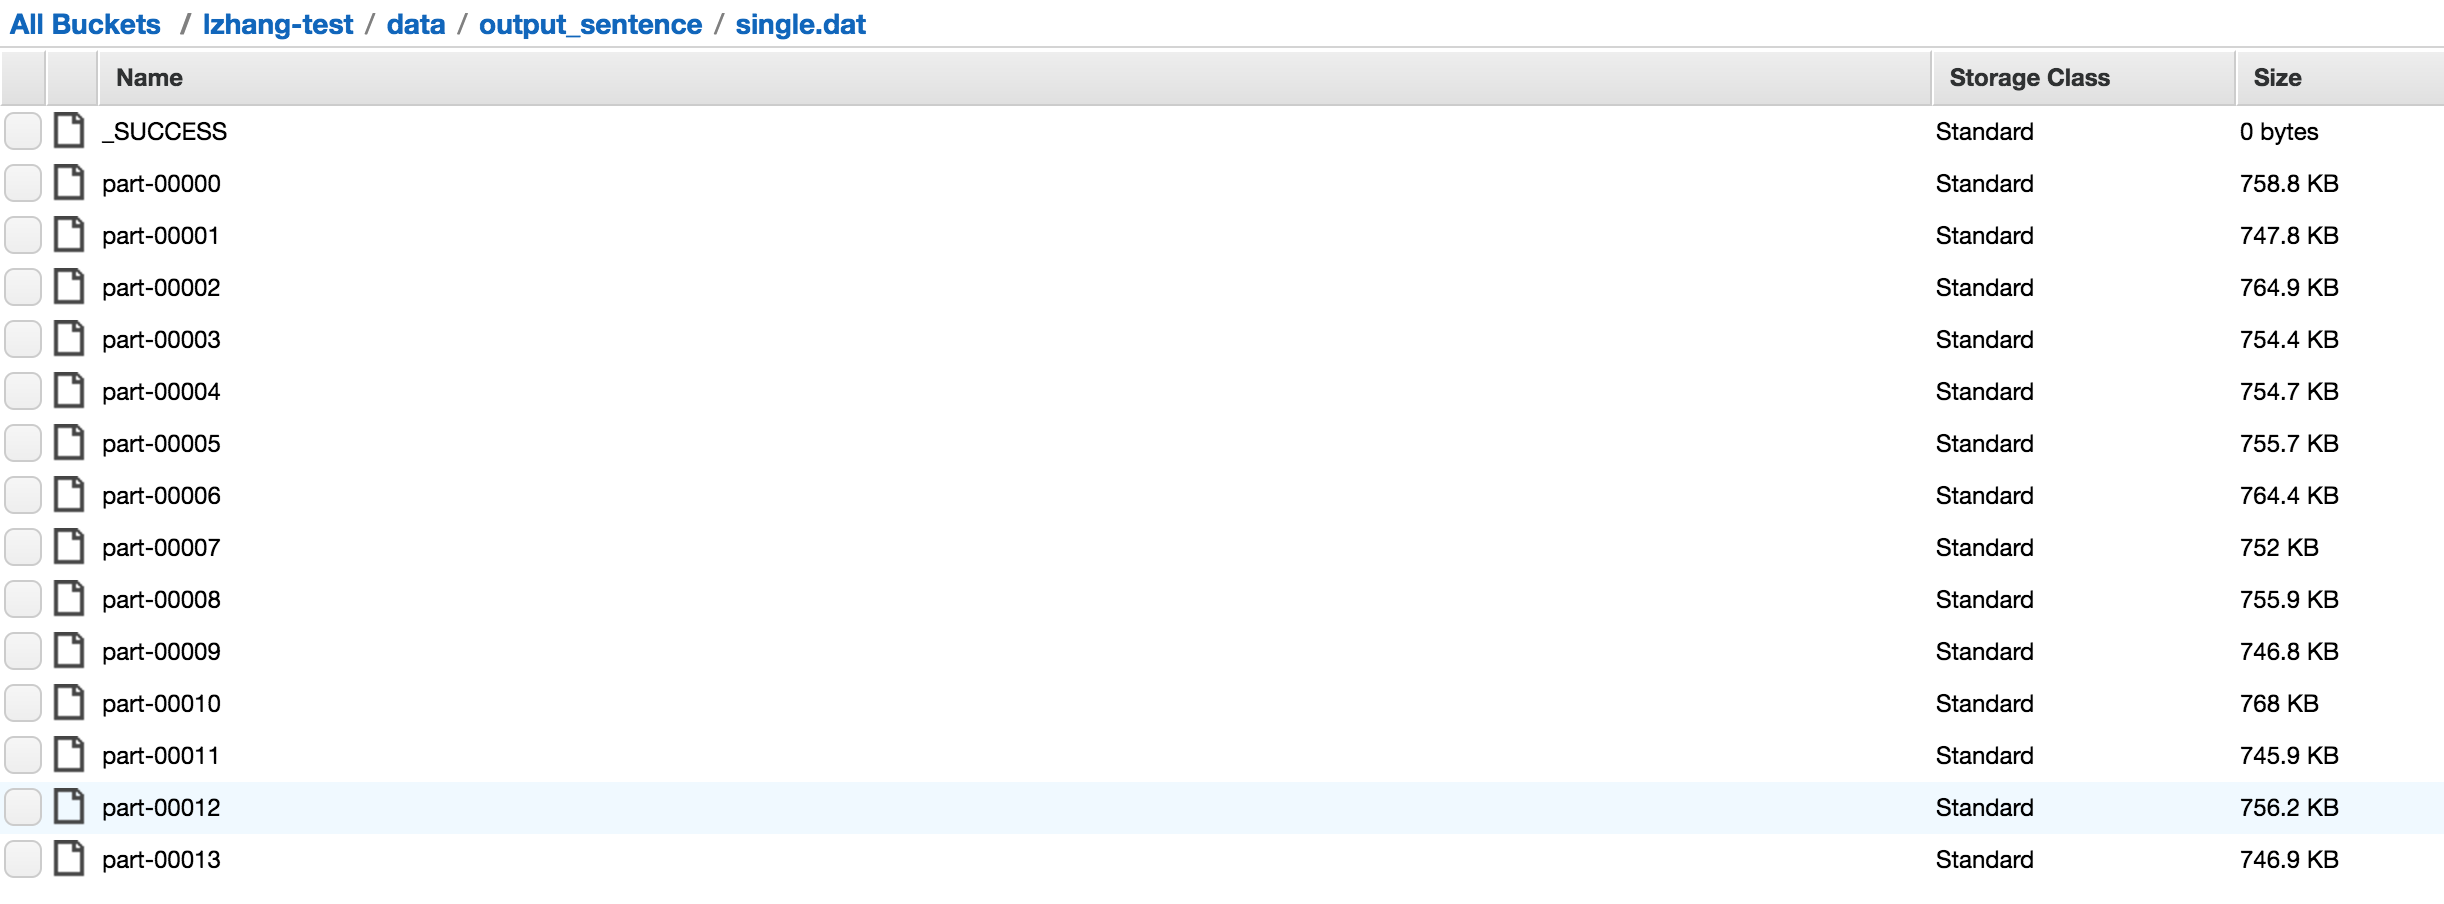 All Buckets / lzhang-test / data / output_sentence / single.dat
Name Storage Class Size
_SUCCESS Standard 0 bytes
part-00000 Standard 758.8 KB
part-00001 Standard 747.8 KB
part-00002 Standard 764.9 KB
part-00003 Standard 754.4 KB
part-00004 Standard 754.7 KB
part-00005 Standard 755.7 KB
part-00006 Standard 764.4 KB
part-00007 Standard 752 KB
part-00008 Standard 755.9 KB
part-00009 Standard 746.8 KB
part-00010 Standard 768 KB
part-00011 Standard 745.9 KB
part-00012 Standard 756.2 KB
part-00013 Standard 746.9 KB